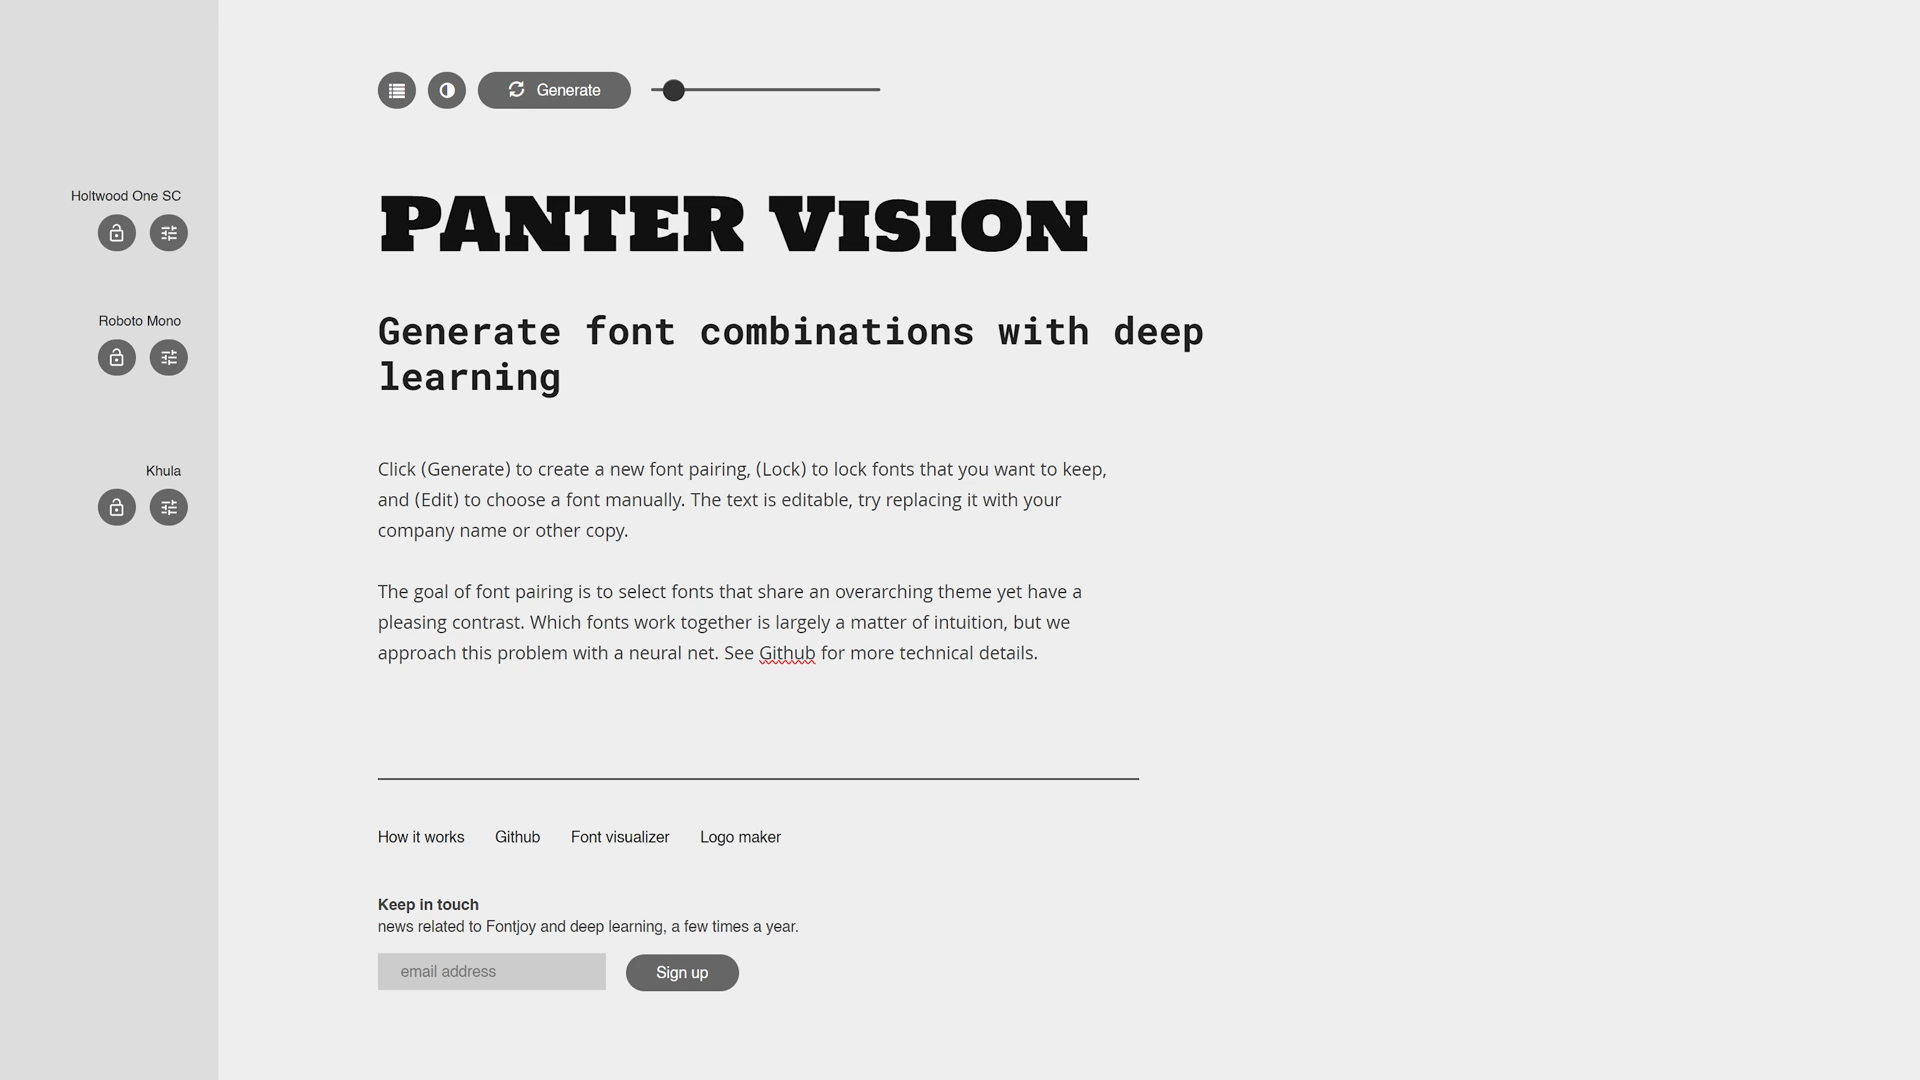 Generate
Holtwood One SC
PANTER VISION
Roboto Mono
Generate font combinations with deep
learning
Khula
Click (Generate) to create a new font pairing, (Lock) to lock fonts that you want to keep,
and (Edit) to choose a font manually. The text is editable, try replacing it with your
company name or other copy.
The goal of font pairing is to select fonts that share an overarching theme yet have a
pleasing contrast. Which fonts work together is largely a matter of intuition, but we
approach this problem with a neural net. See Github for more technical details.
How it works Github Font visualizer Logo maker
Keep in touch
news related to Fontjoy and deep learning, a few times a year.
email address Sign up